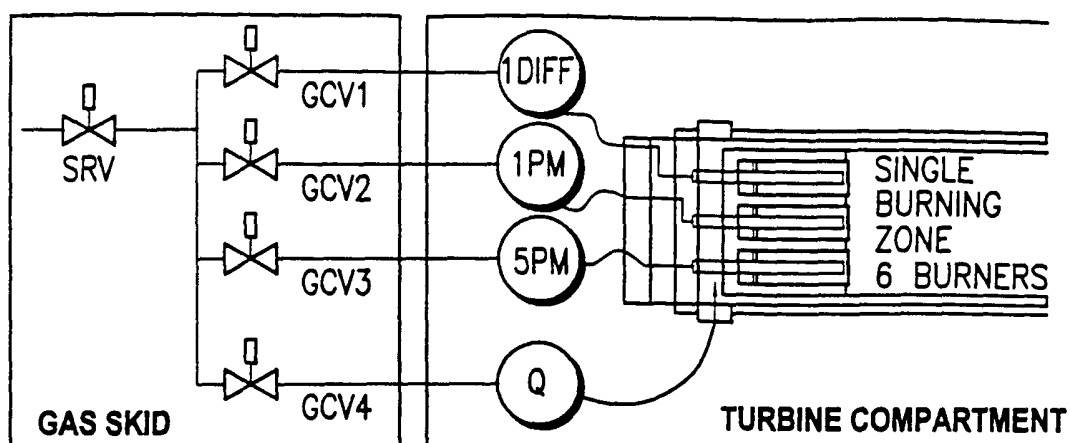 SRV
GCV1
GCV2
GCV3
GCV4
GAS SKID
1DIFF
1PM
5PM
Q
SINGLE
BURNING
ZONE
6 BURNERS
TURBINE COMPARTMENT